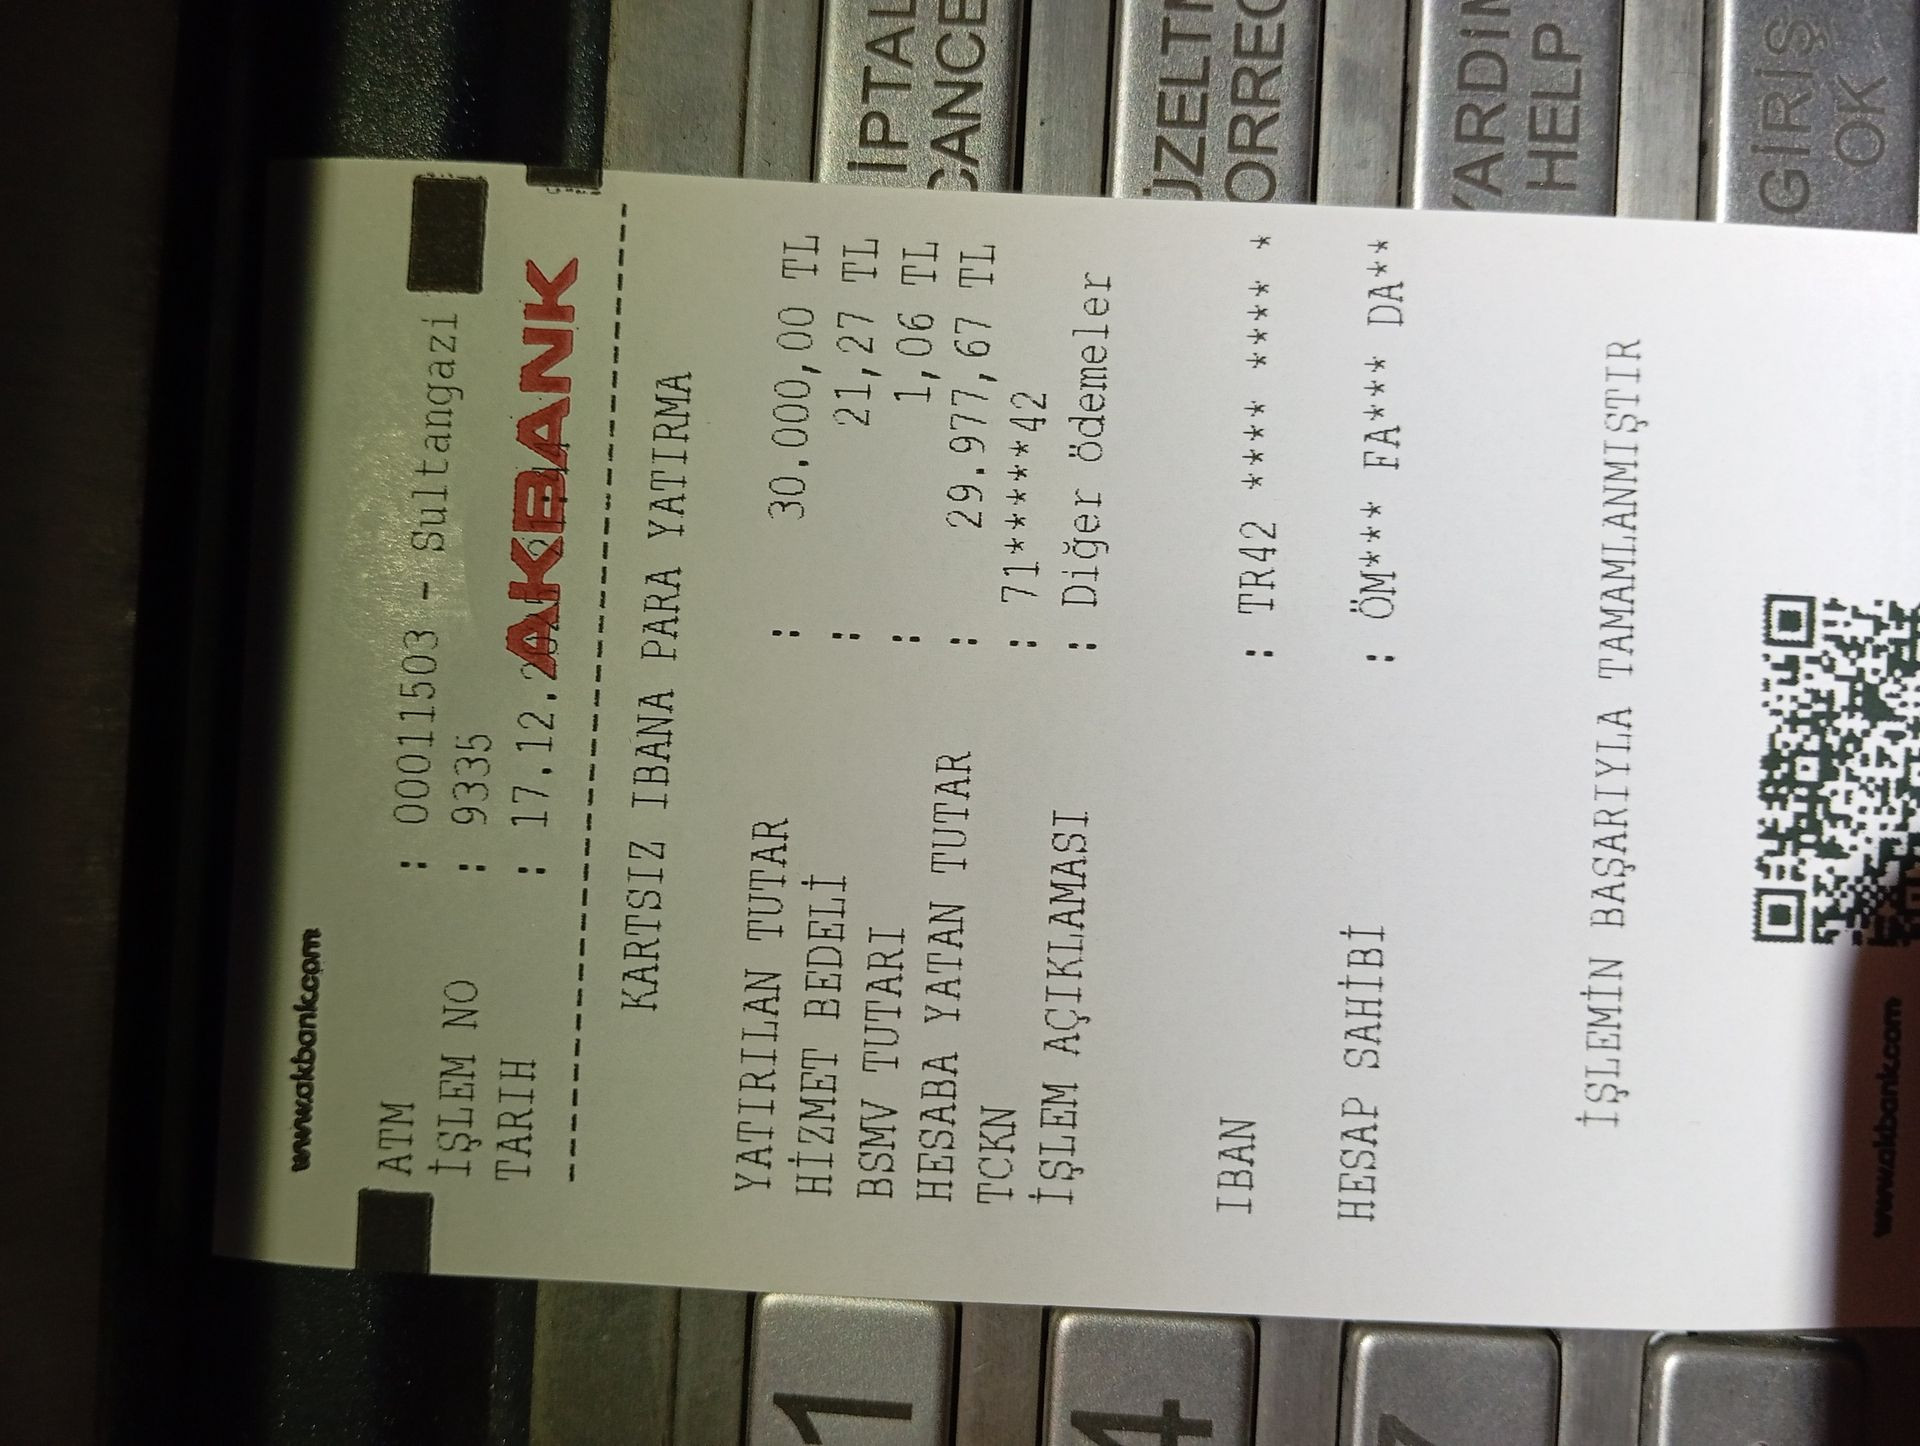 www.akbank.com
ATM : 00011503 - Sultangazi
İŞLEM NO : 9335
TARIH : 17.12.
AKBANK
KARTSIZ IBANA PARA YATIRMA
YATIRILAN TUTAR : 30.000,00 TL
HİZMET BEDELİ : 21,27 TL
BSMV TUTARI : 1,06 TL
HESABA YATAN TUTAR : 29.977,67 TL
TCKN : 71*******42
İŞLEM AÇIKLAMASI : Diğer ödemeler
IBAN : TR42 **** **** *
HESAP SAHİBİ : ÖM*** FA*** DA**
İŞLEMİN BAŞARIYLA TAMAMLANMIŞTIR
www.akbank.com
İPTAL
CANCE
ÜZELTM
ORREC
YARDIM
HELP
GİRİŞ
OK
1
4
7